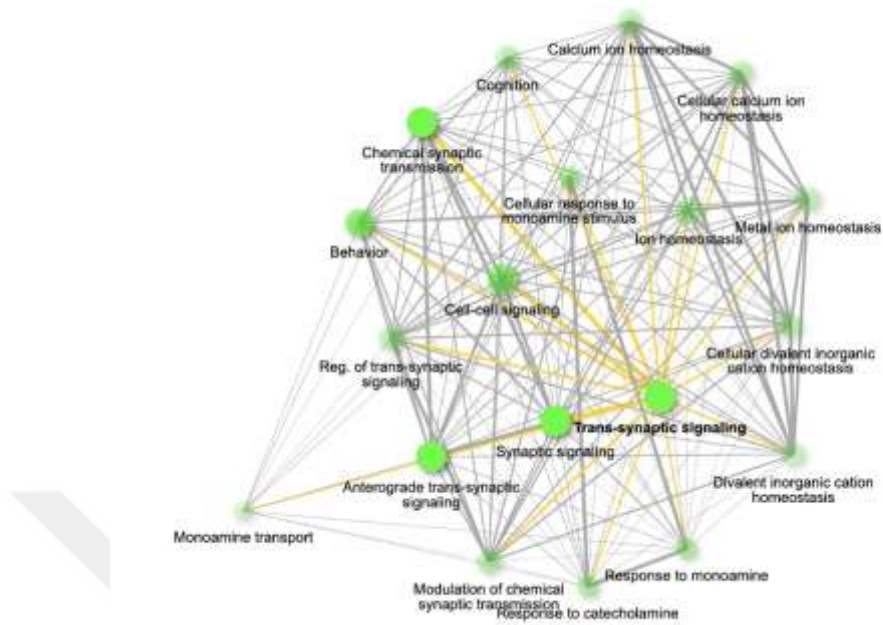 Calcium ion homeostasis
Cognition
Cellular calcium ion
homeostasis
Chemical synaptic
transmission
Cellular response to
monoamine stimulus
Metal ion homeostasis
Ion homeostasis
Behavior
Cell-cell signaling
Cellular divalent inorganic
cation homeostasis
Reg. of trans-synaptic
signaling
Trans-synaptic signaling
Synaptic signaling
Anterograde trans-synaptic
signaling
Divalent inorganic cation
homeostasis
Monoamine transport
Response to monoamine
Modulation of chemical
synaptic transmission
Response to catecholamine